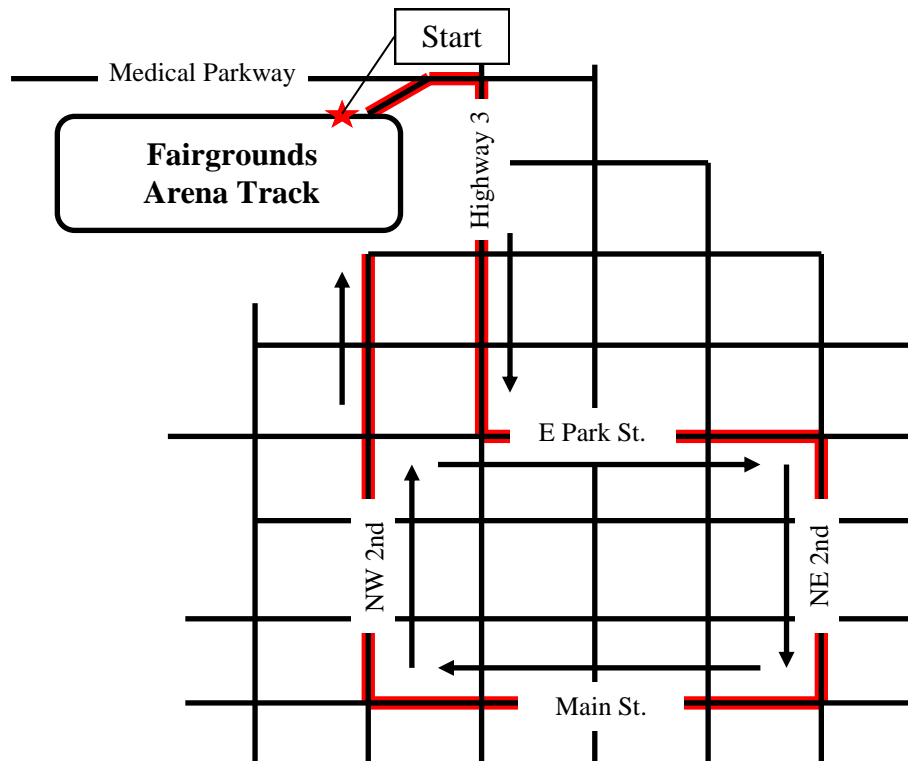 Start
Medical Parkway
Fairgrounds
Arena Track
Highway 3
E Park St.
NW 2nd
NE 2nd
Main St.